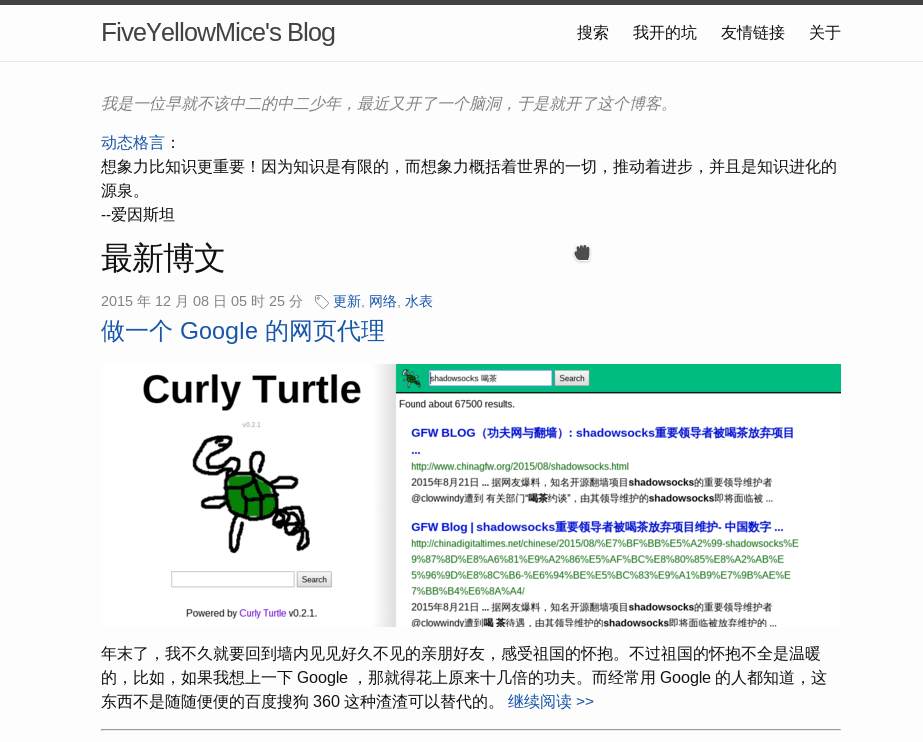 FiveYellowMice's Blog
搜索 我开的坑 友情链接 关于
我是一位早就不该中二的中二少年，最近又开了一个脑洞，于是就开了这个博客。
动态格言：
想象力比知识更重要！因为知识是有限的，而想象力概括着世界的一切，推动着进步，并且是知识进化的
源泉。
--爱因斯坦
最新博文
2015 年 12 月 08 日 05 时 25 分 更新, 网络, 水表
做一个 Google 的网页代理
Curly Turtle
v0.2.1
Search
Powered by Curly Turtle v0.2.1.
shadowsocks 喝茶 Search
Found about 67500 results.
GFW BLOG（功夫网与翻墙）: shadowsocks重要领导者被喝茶放弃项目
...
http://www.chinagfw.org/2015/08/shadowsocks.html
2015年8月21日 ... 据网友爆料，知名开源翻墙项目shadowsocks的重要领导维护者
@clowwindy遭到 有关部门“喝茶约谈”，由其领导维护的shadowsocks即将面临被 ...
GFW Blog | shadowsocks重要领导者被喝茶放弃项目维护- 中国数字 ...
http://chinadigitaltimes.net/chinese/2015/08/%E7%BF%BB%E5%A2%99-shadowsocks%E
9%87%8D%E8%A6%81%E9%A2%86%E5%AF%BC%E8%80%85%E8%A2%AB%E
5%96%9D%E8%8C%B6-%E6%94%BE%E5%BC%83%E9%A1%B9%E7%9B%AE%E
7%BB%B4%E6%8A%A4/
2015年8月21日 ... 据网友爆料，知名开源翻墙项目shadowsocks的重要领导维护者
@clowwindy遭到喝 茶待遇，由其领导维护的shadowsocks即将面临被放弃维护的 ...
年末了，我不久就要回到墙内见见好久不见的亲朋好友，感受祖国的怀抱。不过祖国的怀抱不全是温暖
的，比如，如果我想上一下 Google ，那就得花上原来十几倍的功夫。而经常用 Google 的人都知道，这
东西不是随随便便的百度搜狗 360 这种渣渣可以替代的。 继续阅读 >>